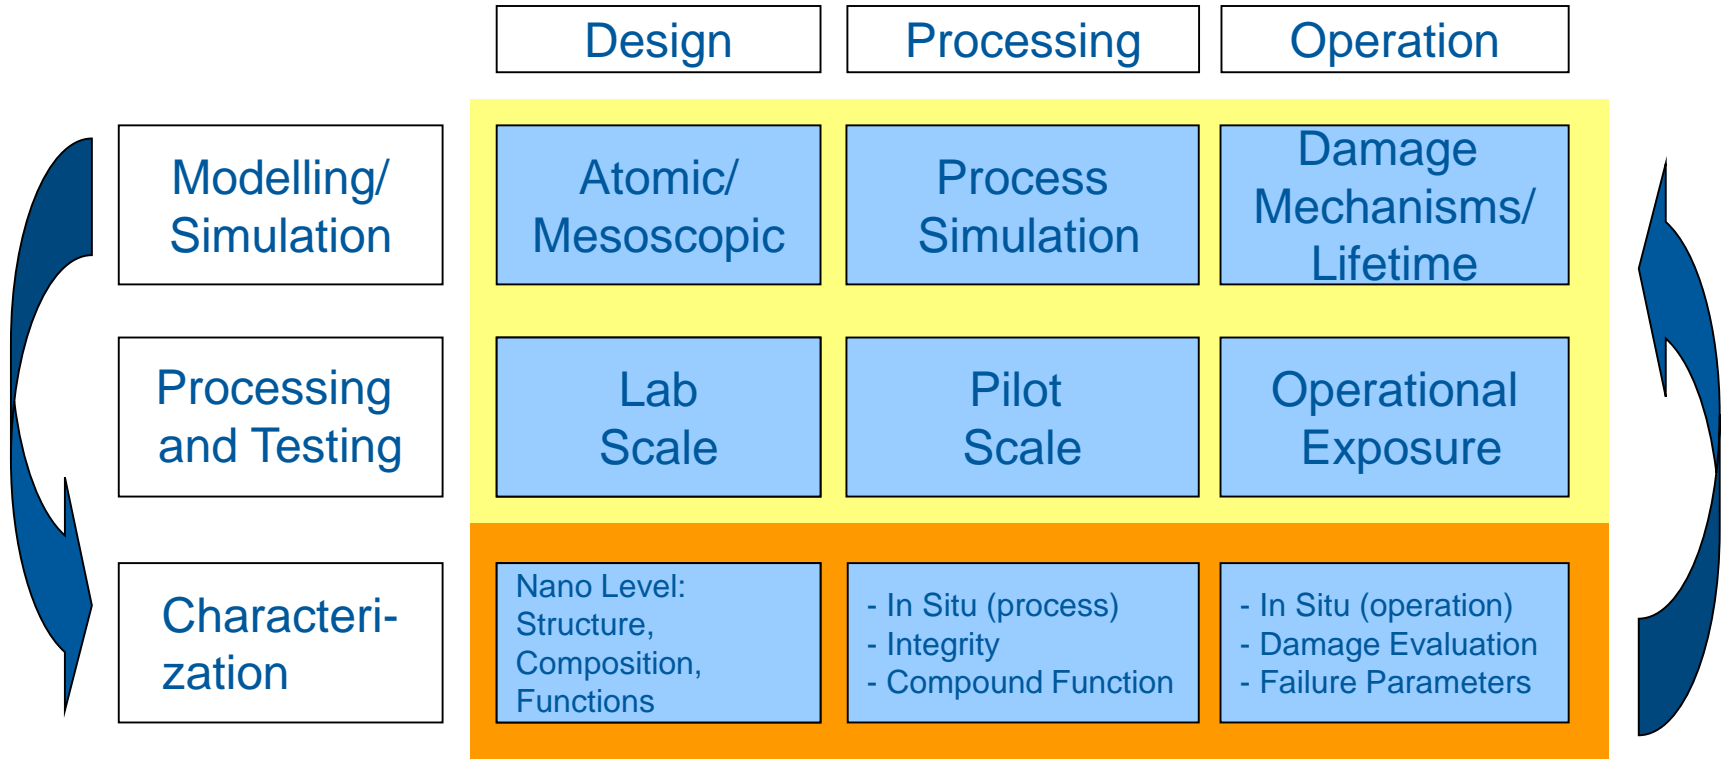 Design
Processing
Operation
Modelling/
Simulation
Atomic/
Mesoscopic
Process
Simulation
Damage
Mechanisms/
Lifetime
Processing
and Testing
Lab
Scale
Pilot
Scale
Operational
Exposure
Characteri-
zation
Nano Level:
Structure,
Composition,
Functions
- In Situ (process)
- Integrity
- Compound Function
- In Situ (operation)
- Damage Evaluation
- Failure Parameters